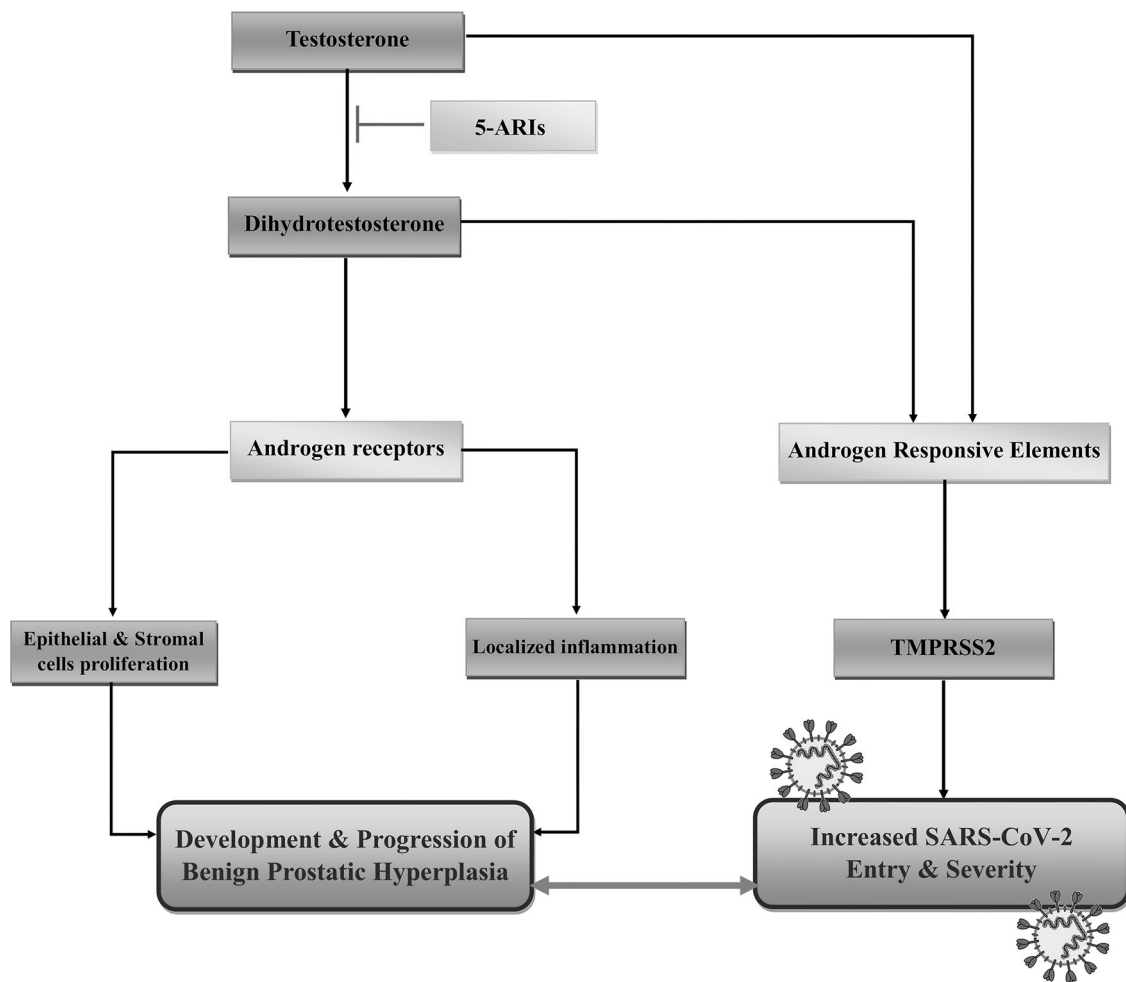 Testosterone
5-ARIs
Dihydrotestosterone
Androgen receptors
Androgen Responsive Elements
Epithelial & Stromal
cells proliferation
Localized inflammation
TMPRSS2
Development & Progression of
Benign Prostatic Hyperplasia
Increased SARS-CoV-2
Entry & Severity